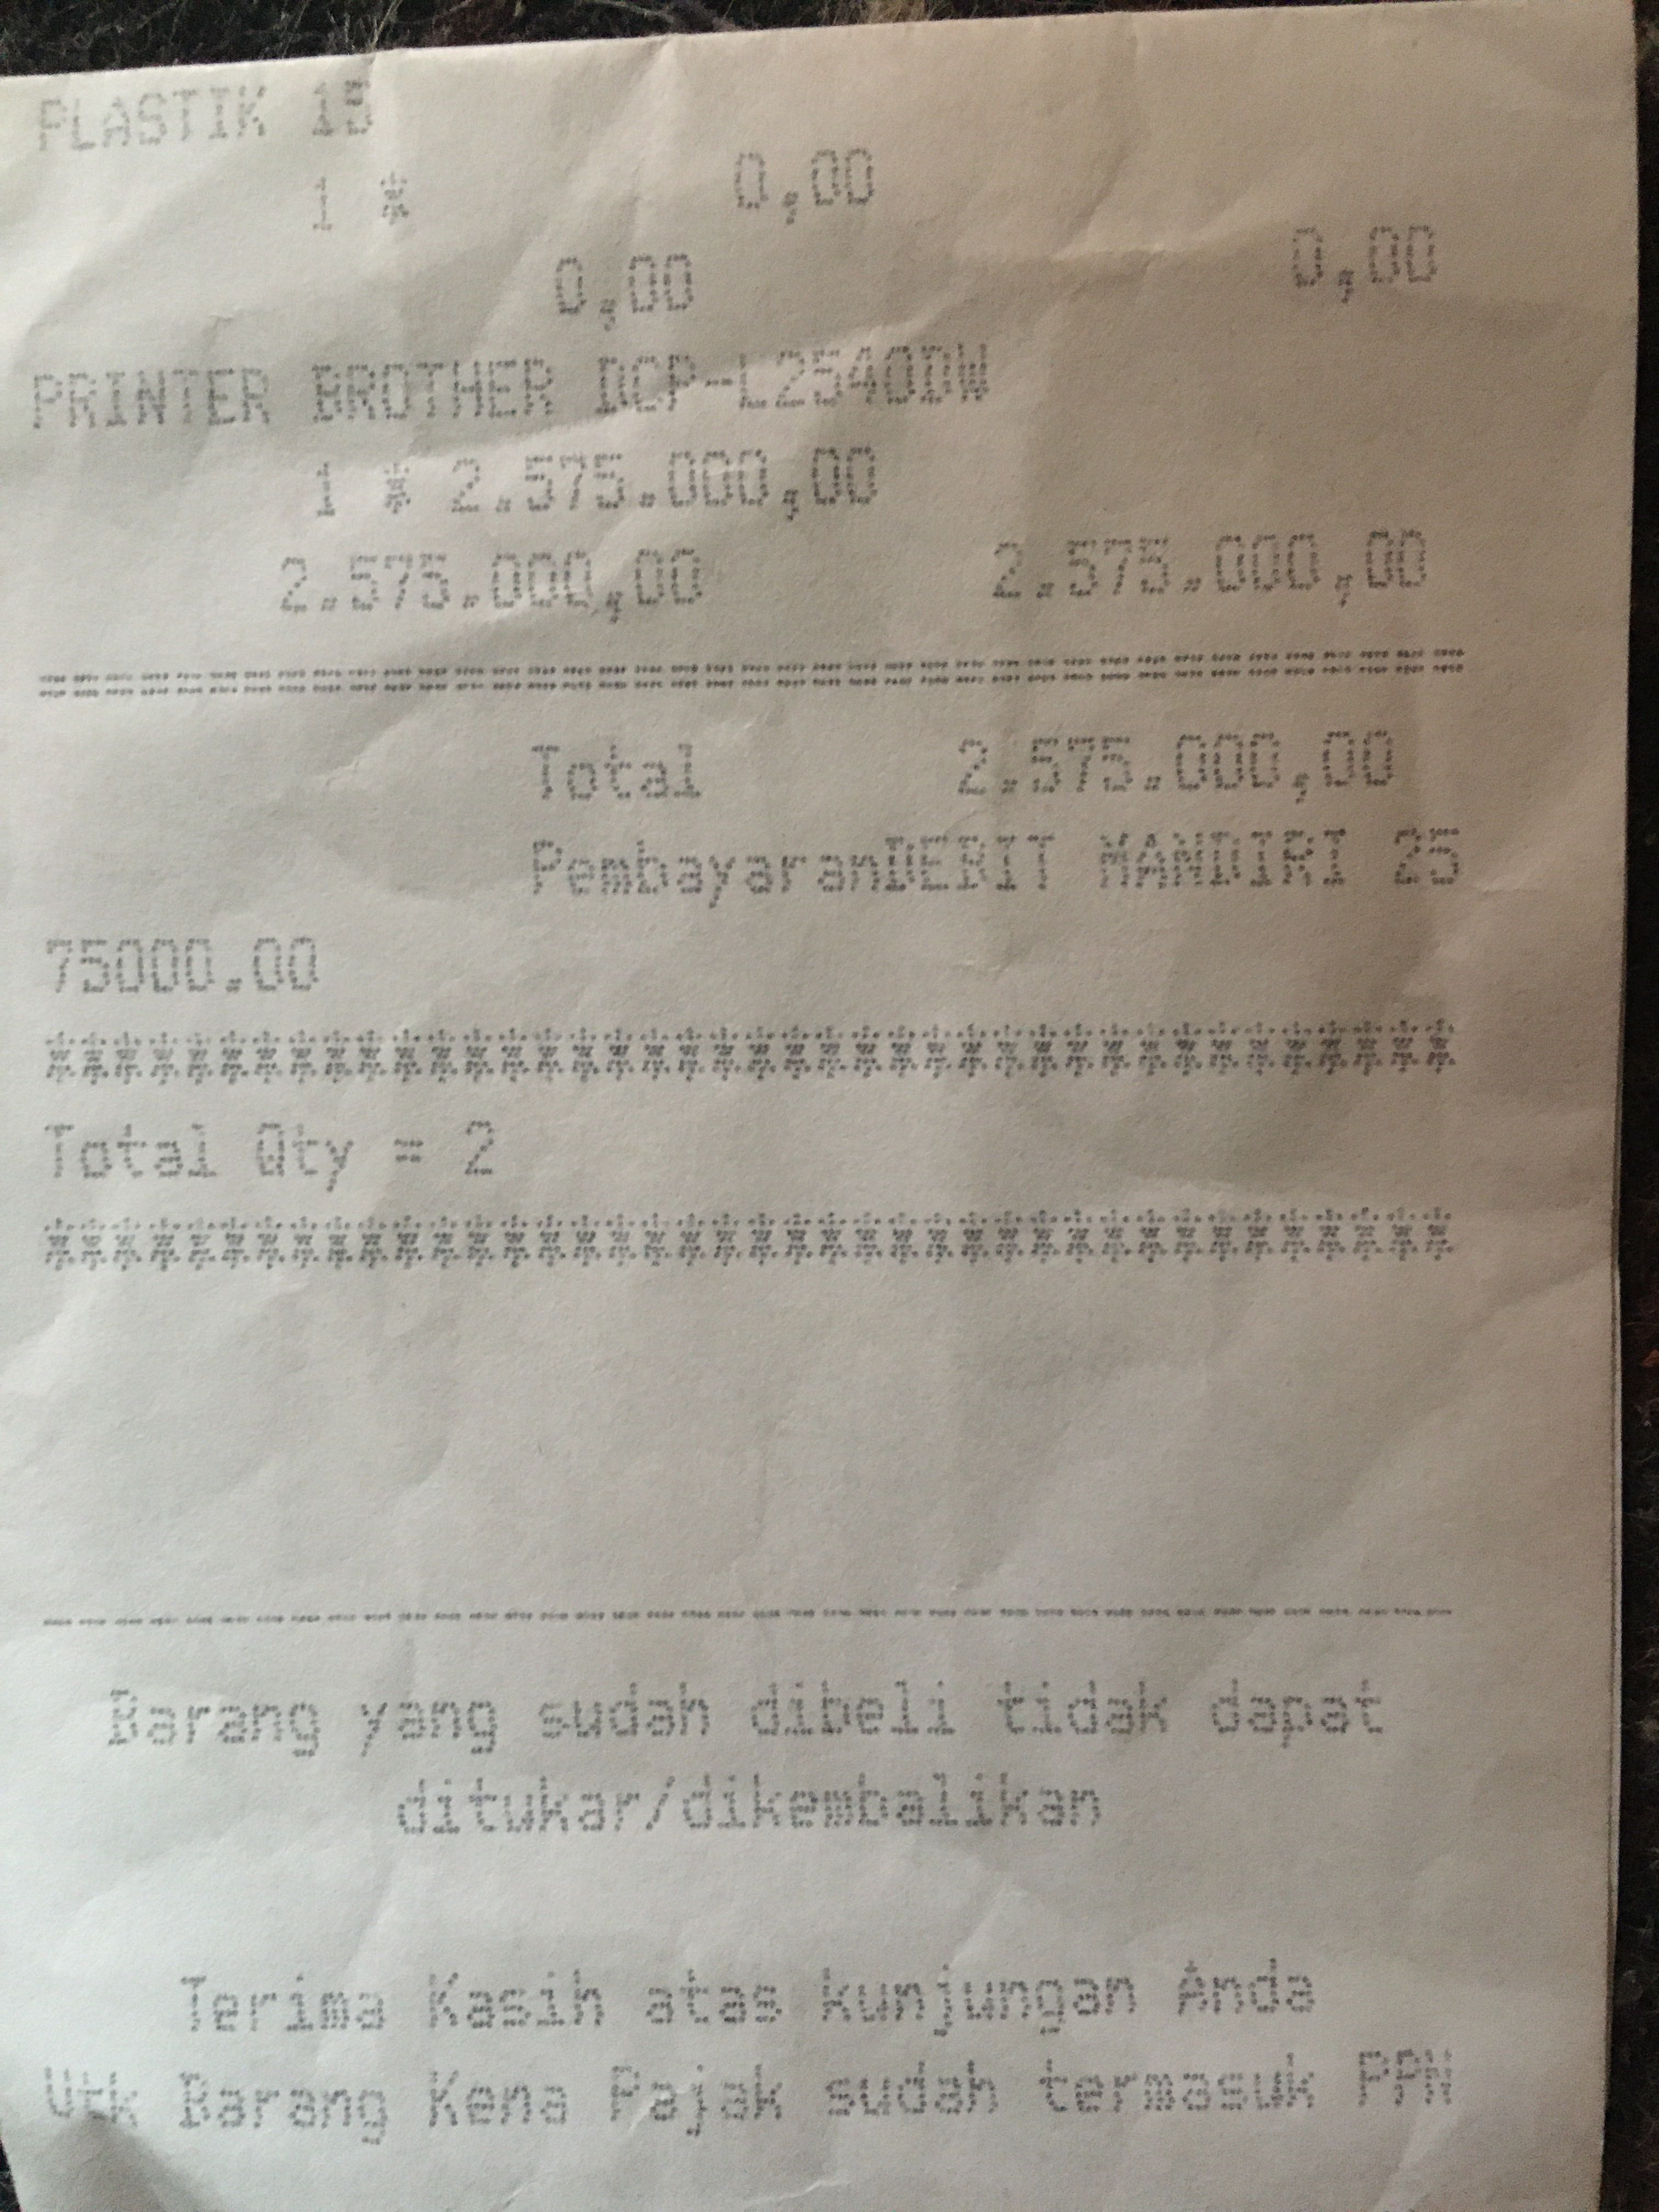 PLASTIK 15
1 * 0,00
0,00 0,00
PRINTER BROTHER DCP-L2540DW
1 * 2.575.000,00
2.575.000,00 2.575.000,00
========================================
Total 2.575.000,00
PembayaranDEBIT MANDIRI 25
75000.00
****************************************
Total Qty = 2
****************************************
----------------------------------------
Barang yang sudah dibeli tidak dapat
ditukar/dikembalikan
Terima Kasih atas kunjungan Anda
Utk Barang Kena Pajak sudah termasuk PPN